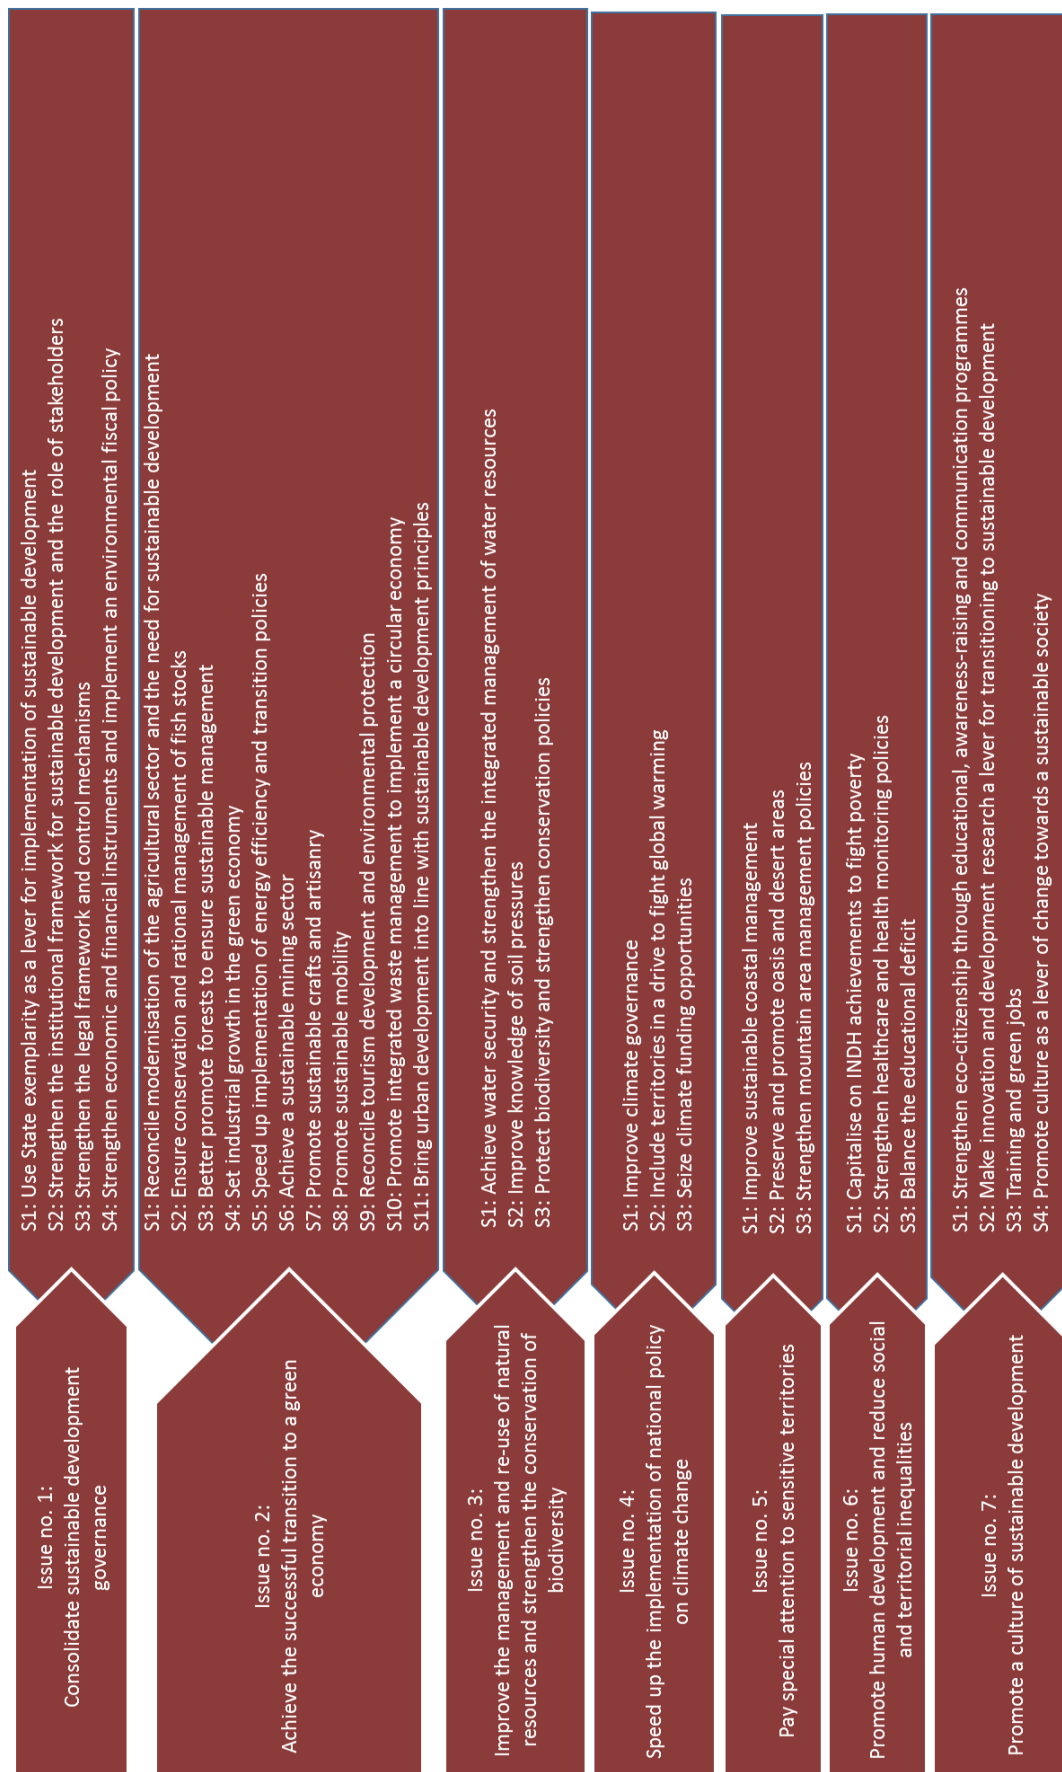 Issue no. 1:
Consolidate sustainable development
governance
S1: Use State exemplarity as a lever for implementation of sustainable development
S2: Strengthen the institutional framework for sustainable development and the role of stakeholders
S3: Strengthen the legal framework and control mechanisms
S4: Strengthen economic and financial instruments and implement an environmental fiscal policy
Issue no. 2:
Achieve the successful transition to a green
economy
S1: Reconcile modernisation of the agricultural sector and the need for sustainable development
S2: Ensure conservation and rational management of fish stocks
S3: Better promote forests to ensure sustainable management
S4: Set industrial growth in the green economy
S5: Speed up implementation of energy efficiency and transition policies
S6: Achieve a sustainable mining sector
S7: Promote sustainable crafts and artisanry
S8: Promote sustainable mobility
S9: Reconcile tourism development and environmental protection
S10: Promote integrated waste management to implement a circular economy
S11: Bring urban development into line with sustainable development principles
Issue no. 3:
Improve the management and re-use of natural
resources and strengthen the conservation of
biodiversity
S1: Achieve water security and strengthen the integrated management of water resources
S2: Improve knowledge of soil pressures
S3: Protect biodiversity and strengthen conservation policies
Issue no. 4:
Speed up the implementation of national policy
on climate change
S1: Improve climate governance
S2: Include territories in a drive to fight global warming
S3: Seize climate funding opportunities
Issue no. 5:
Pay special attention to sensitive territories
S1: Improve sustainable coastal management
S2: Preserve and promote oasis and desert areas
S3: Strengthen mountain area management policies
Issue no. 6:
Promote human development and reduce social
and territorial inequalities
S1: Capitalise on INDH achievements to fight poverty
S2: Strengthen healthcare and health monitoring policies
S3: Balance the educational deficit
Issue no. 7:
Promote a culture of sustainable development
S1: Strengthen eco-citizenship through educational, awareness-raising and communication programmes
S2: Make innovation and development research a lever for transitioning to sustainable development
S3: Training and green jobs
S4: Promote culture as a lever of change towards a sustainable society